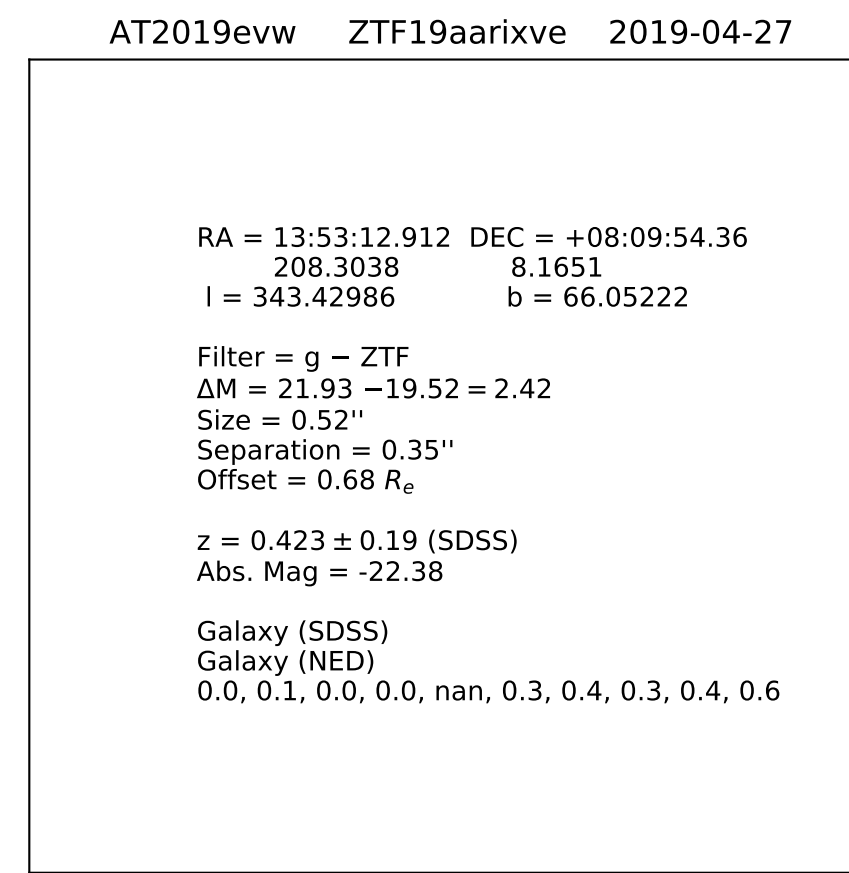 AT2019evw ZTF19aarixve 2019-04-27
RA = 13:53:12.912 DEC = +08:09:54.36
208.3038 8.1651
l = 343.42986 b = 66.05222
Filter = g − ZTF
ΔM = 21.93 −19.52 = 2.42
Size = 0.52''
Separation = 0.35''
Offset = 0.68 Rₑ
z = 0.423 ± 0.19 (SDSS)
Abs. Mag = -22.38
Galaxy (SDSS)
Galaxy (NED)
0.0, 0.1, 0.0, 0.0, nan, 0.3, 0.4, 0.3, 0.4, 0.6